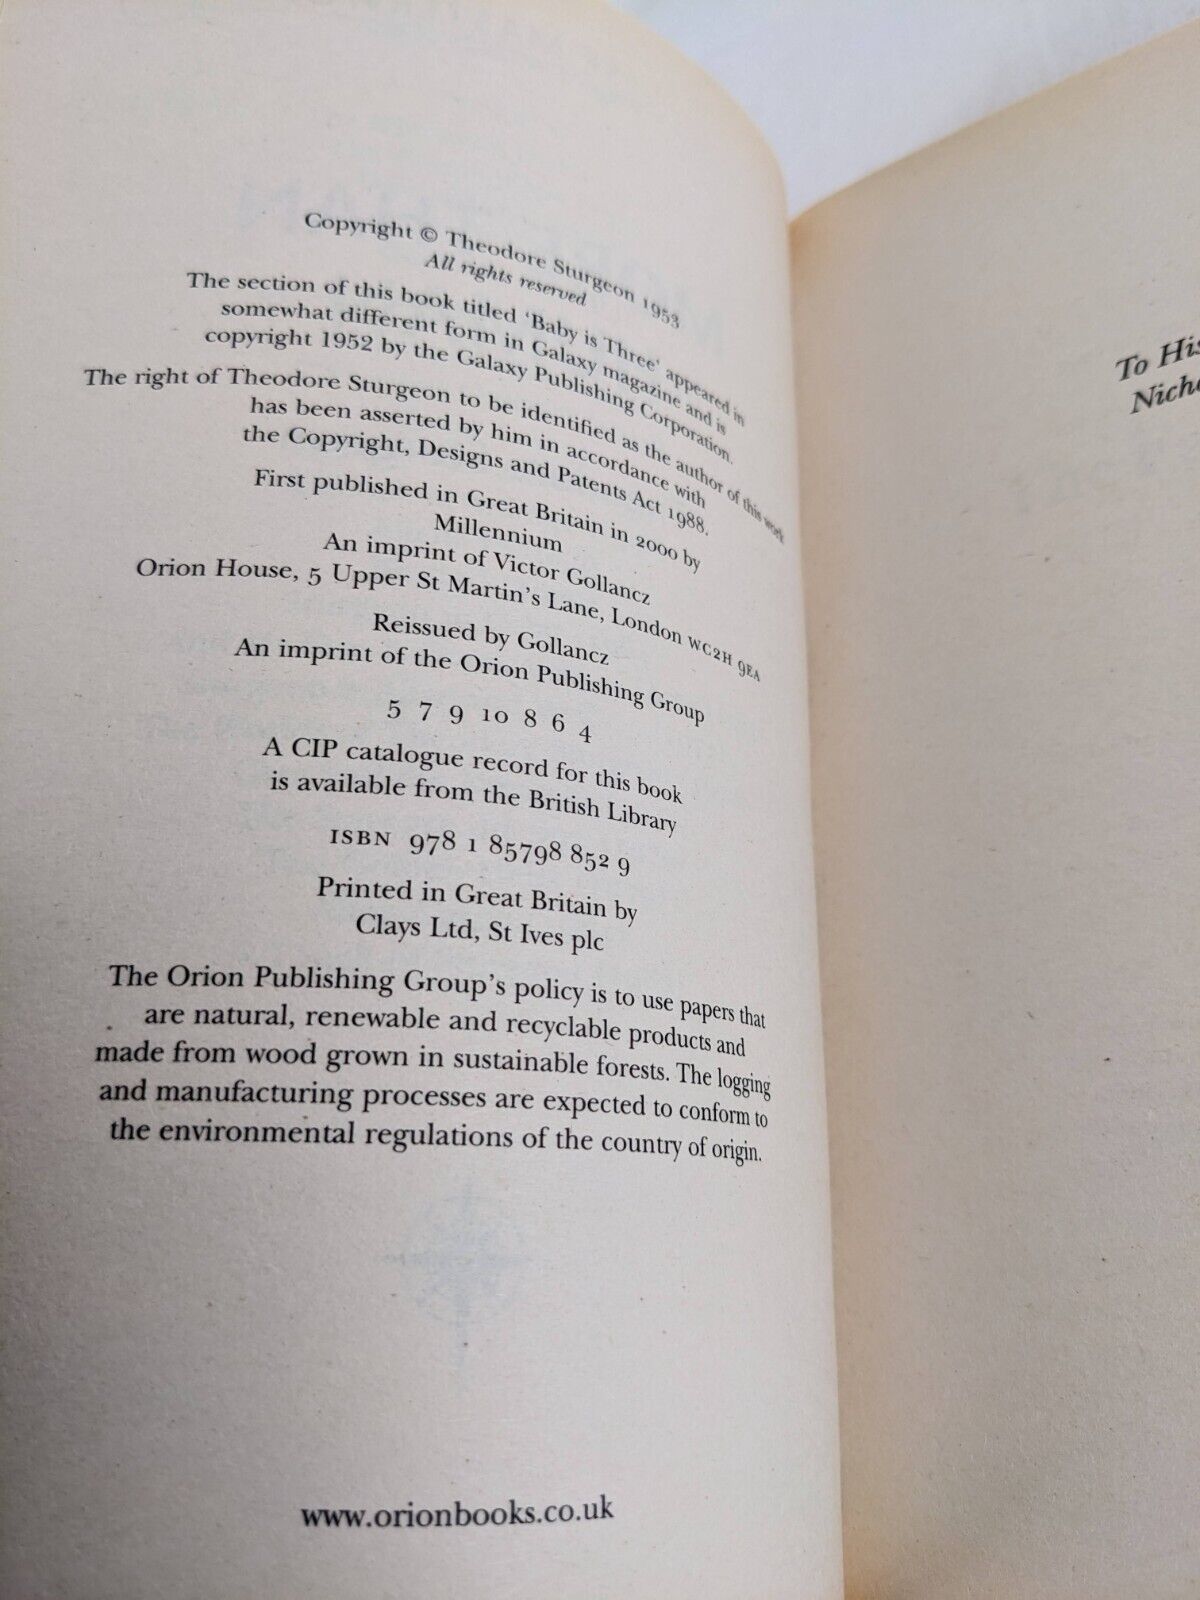 Copyright © Theodore Sturgeon 1953
All rights reserved
The section of this book titled 'Baby is Three' appeared in
somewhat different form in Galaxy magazine and is
copyright 1952 by the Galaxy Publishing Corporation.
The right of Theodore Sturgeon to be identified as the author of this work
has been asserted by him in accordance with
the Copyright, Designs and Patents Act 1988.
First published in Great Britain in 2000 by
Millennium
An imprint of Victor Gollancz
Orion House, 5 Upper St Martin's Lane, London WC2H 9EA
Reissued by Gollancz
An imprint of the Orion Publishing Group
5 7 9 10 8 6 4
A CIP catalogue record for this book
is available from the British Library
ISBN 978 1 85798 852 9
Printed in Great Britain by
Clays Ltd, St Ives plc
The Orion Publishing Group's policy is to use papers that
are natural, renewable and recyclable products and
made from wood grown in sustainable forests. The logging
and manufacturing processes are expected to conform to
the environmental regulations of the country of origin.
www.orionbooks.co.uk
To His